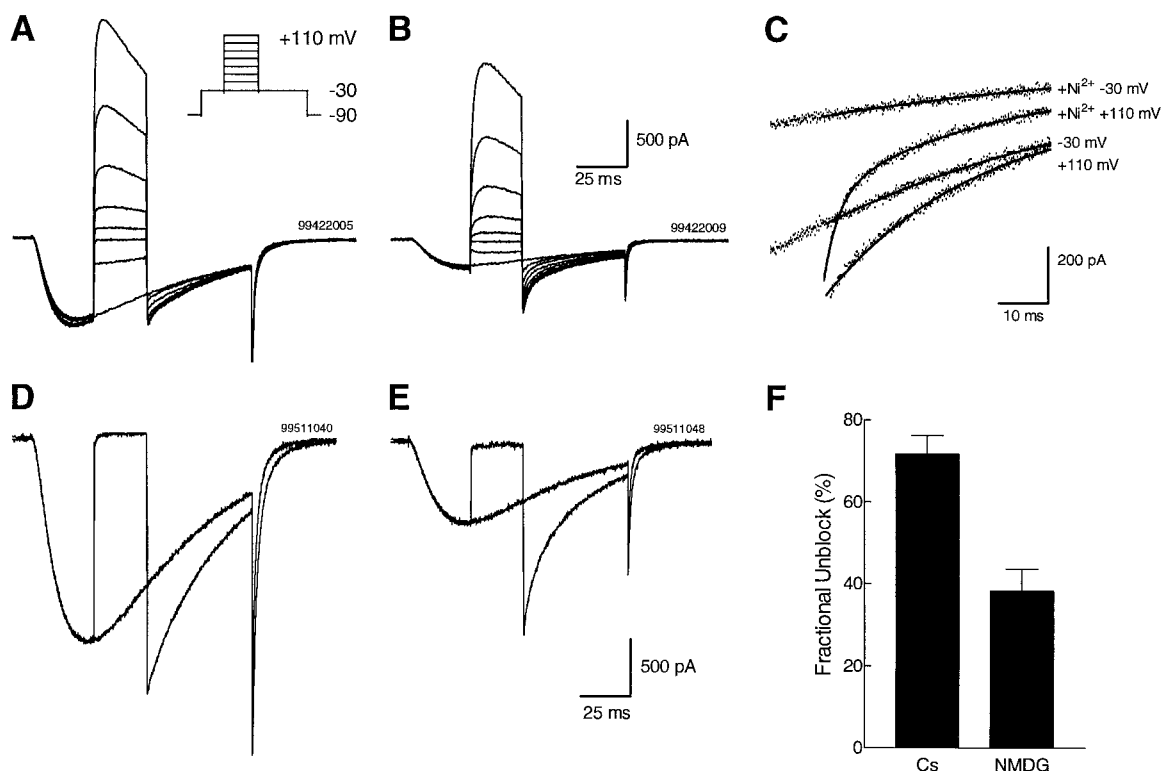 A
+110 mV
-30
-90
99422005
B
500 pA
25 ms
99422009
C
+Ni²⁺ -30 mV
+Ni²⁺ +110 mV
-30 mV
+110 mV
200 pA
10 ms
D
99511040
E
99511048
500 pA
25 ms
F
Fractional Unblock (%)
80
60
40
20
0
Cs
NMDG